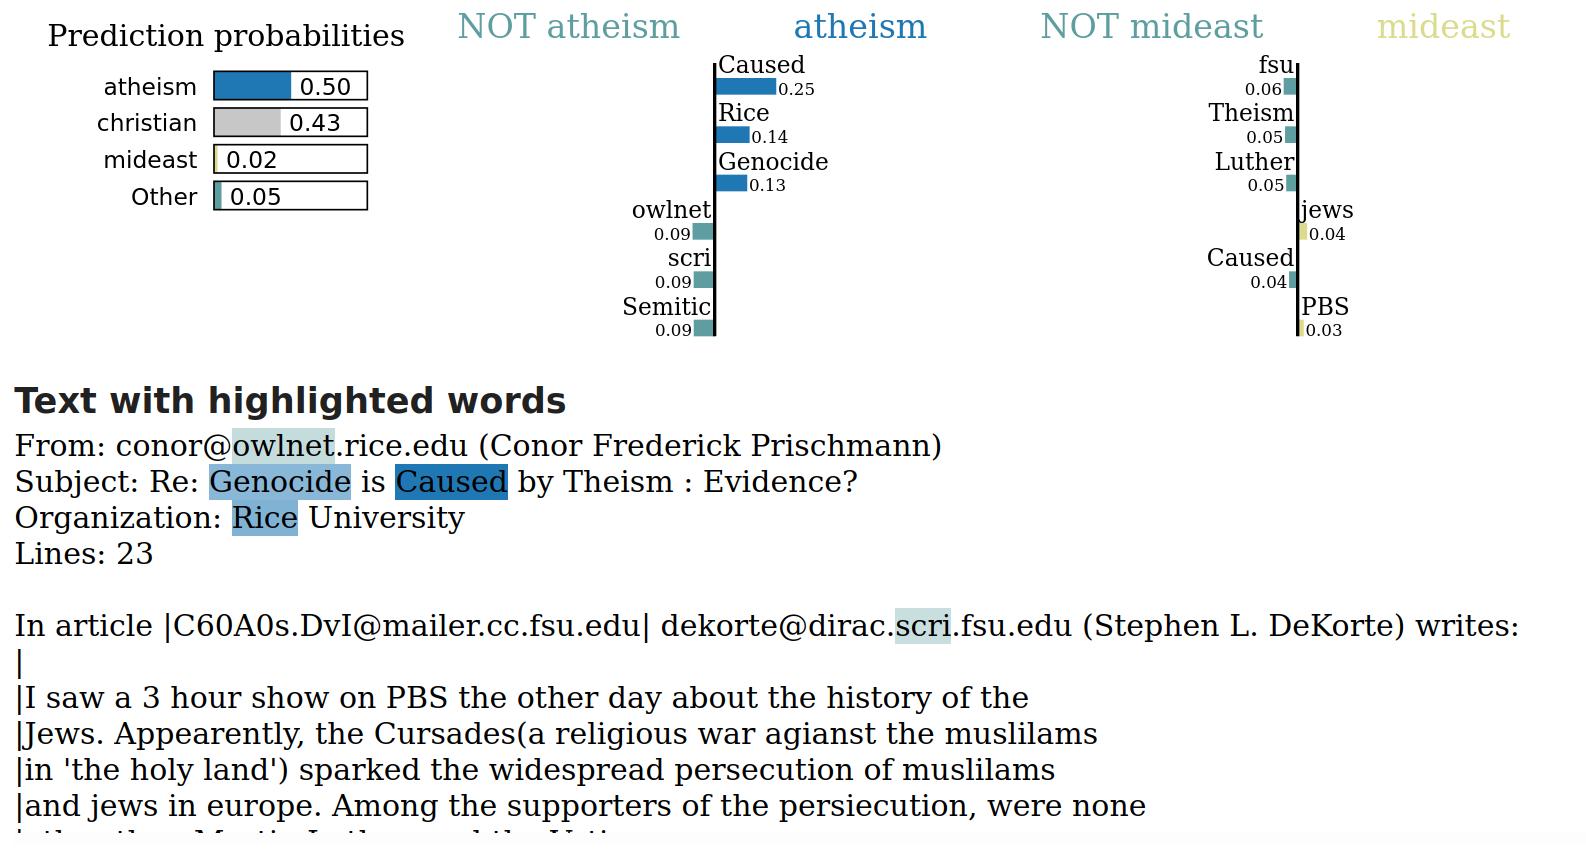 Prediction probabilities
atheism 0.50
christian 0.43
mideast 0.02
Other 0.05
NOT atheism atheism
Caused
0.25
Rice
0.14
Genocide
0.13
owlnet
0.09
scri
0.09
Semitic
0.09
NOT mideast mideast
fsu
0.06
Theism
0.05
Luther
0.05
jews
0.04
Caused
0.04
PBS
0.03
Text with highlighted words
From: conor@owlnet.rice.edu (Conor Frederick Prischmann)
Subject: Re: Genocide is Caused by Theism : Evidence?
Organization: Rice University
Lines: 23
In article |C60A0s.DvI@mailer.cc.fsu.edu| dekorte@dirac.scri.fsu.edu (Stephen L. DeKorte) writes:
|
|I saw a 3 hour show on PBS the other day about the history of the
|Jews. Appearently, the Cursades(a religious war agianst the muslilams
|in 'the holy land') sparked the widespread persecution of muslilams
|and jews in europe. Among the supporters of the persiecution, were none